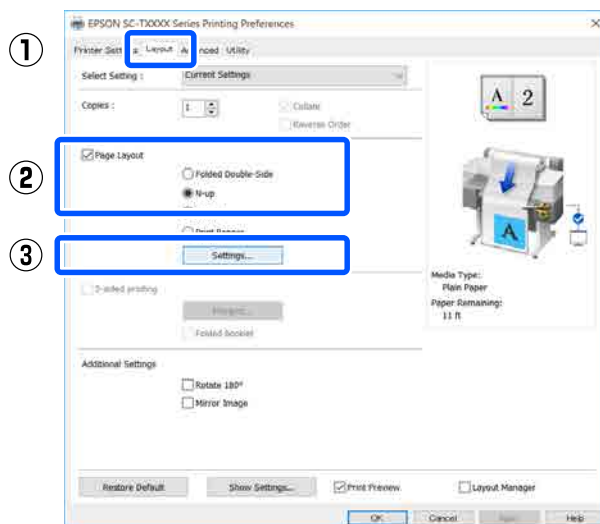 EPSON SC-TXXXX Series Printing Preferences
①
Layout
Utility
Select Setting :
Current Settings
Copies :
1
Collate
Reverse Order
A 2
②
Page Layout
Folded Double-Side
N-up
③
Settings...
A
Media Type:
Plain Paper
Paper Remaining:
11 ft
2-sided printing
Folded booklet
Additional Settings
Rotate 180°
Mirror Image
Restore Default
Show Settings...
Print Preview
Layout Manager
OK
Cancel
Help